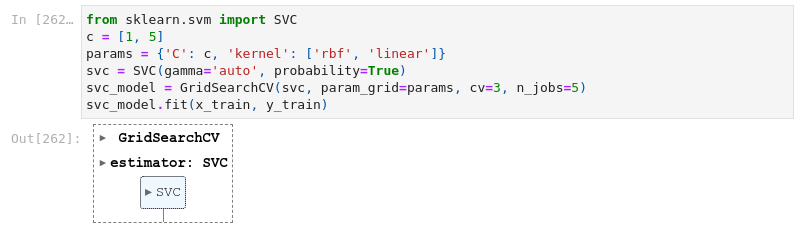 In [262…
from sklearn.svm import SVC
c = [1, 5]
params = {'C': c, 'kernel': ['rbf', 'linear']}
svc = SVC(gamma='auto', probability=True)
svc_model = GridSearchCV(svc, param_grid=params, cv=3, n_jobs=5)
svc_model.fit(x_train, y_train)
Out[262]:
▸ GridSearchCV
▸ estimator: SVC
▸ SVC